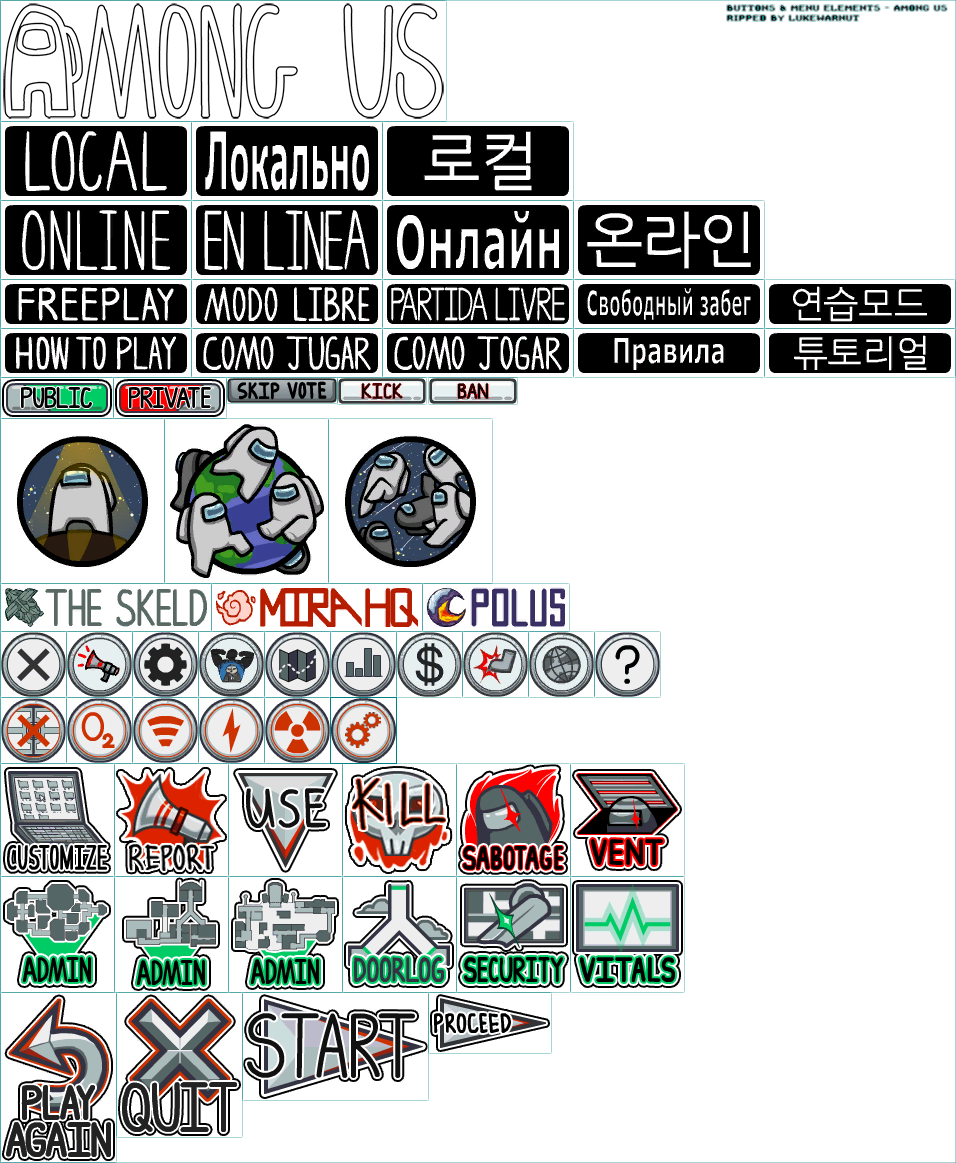 BUTTONS & MENU ELEMENTS - AMONG US
RIPPED BY LUKEWARNUT
AMONG US
LOCAL
Локально
로컬
ONLINE
EN LINEA
Онлайн
온라인
FREEPLAY
MODO LIBRE
PARTIDA LIVRE
Свободный забег
연습모드
HOW TO PLAY
COMO JUGAR
COMO JOGAR
Правила
튜토리얼
PUBLIC
PRIVATE
SKIP VOTE
KICK
BAN
THE SKELD
MIRA HQ
POLUS
$
?
O2
CUSTOMIZE
REPORT
USE
KILL
SABOTAGE
VENT
ADMIN
ADMIN
ADMIN
DOORLOG
SECURITY
VITALS
PLAY
AGAIN
QUIT
START
PROCEED